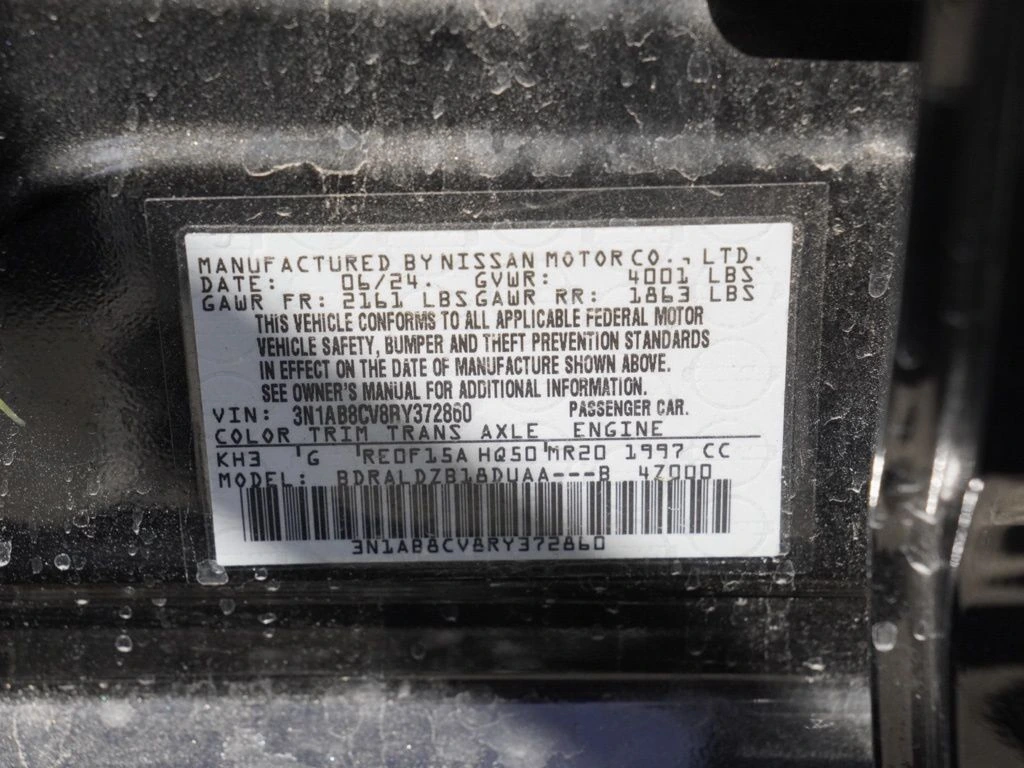 MANUFACTURED BY NISSAN MOTOR CO., LTD.
DATE: 06/24. GVWR: 4001 LBS
GAWR FR: 2161 LBS GAWR RR: 1863 LBS
THIS VEHICLE CONFORMS TO ALL APPLICABLE FEDERAL MOTOR
VEHICLE SAFETY, BUMPER AND THEFT PREVENTION STANDARDS
IN EFFECT ON THE DATE OF MANUFACTURE SHOWN ABOVE.
SEE OWNER'S MANUAL FOR ADDITIONAL INFORMATION.
VIN: 3N1AB8CV8RY372860 PASSENGER CAR.
COLOR TRIM TRANS AXLE ENGINE
KH3 G RE0F15A HQ50 MR20 1997 CC
MODEL: BDRALDZB18DUAA---B 4Z000
3N1AB8CV8RY372860